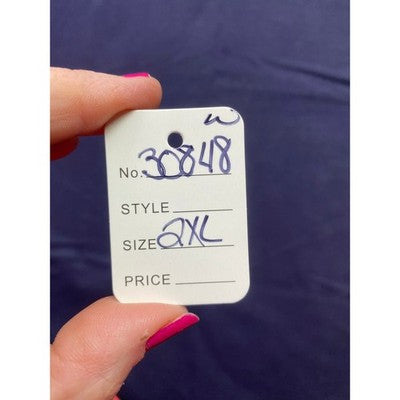 W
No. 30848
STYLE
SIZE 2XL
PRICE